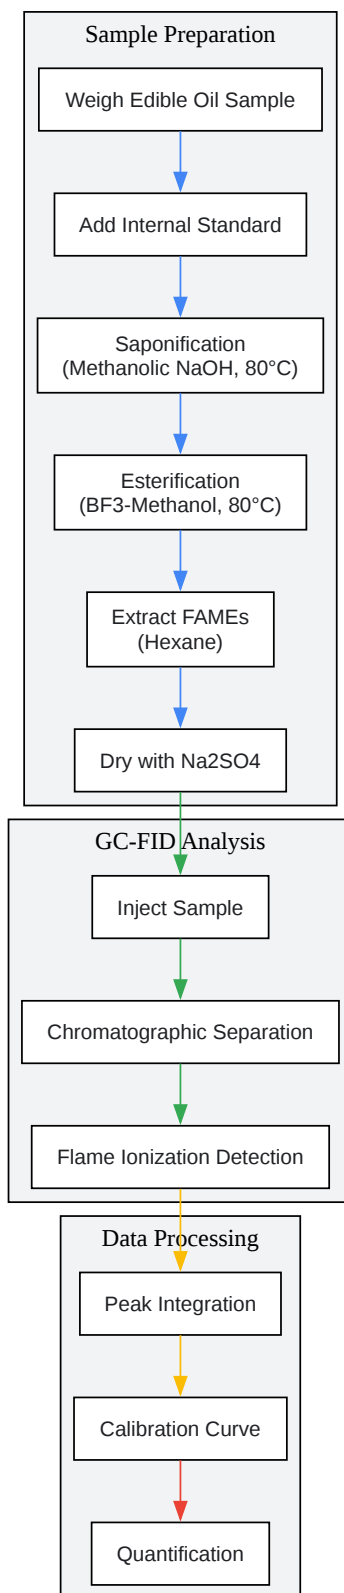 Sample Preparation
Weigh Edible Oil Sample
Add Internal Standard
Saponification
(Methanolic NaOH, 80°C)
Esterification
(BF3-Methanol, 80°C)
Extract FAMEs
(Hexane)
Dry with Na2SO4
GC-FID Analysis
Inject Sample
Chromatographic Separation
Flame Ionization Detection
Data Processing
Peak Integration
Calibration Curve
Quantification